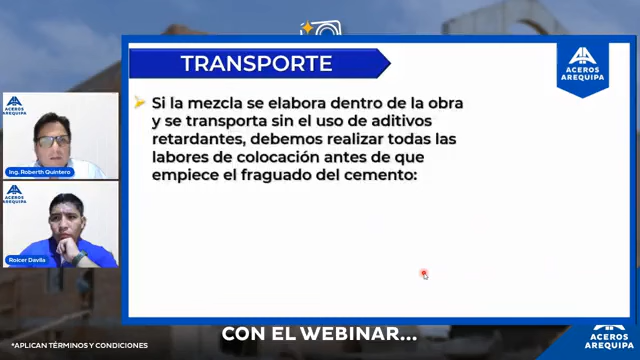 TRANSPORTE
ACEROS
AREQUIPA
Si la mezcla se elabora dentro de la obra
y se transporta sin el uso de aditivos
retardantes, debemos realizar todas las
labores de colocación antes de que
empiece el fraguado del cemento:
ACEROS
AREQUIPA
Ing. Roberth Quintero
ACEROS
AREQUIPA
Roicer Davila
CON EL WEBINAR...
*APLICAN TÉRMINOS Y CONDICIONES
ACEROS
AREQUIPA